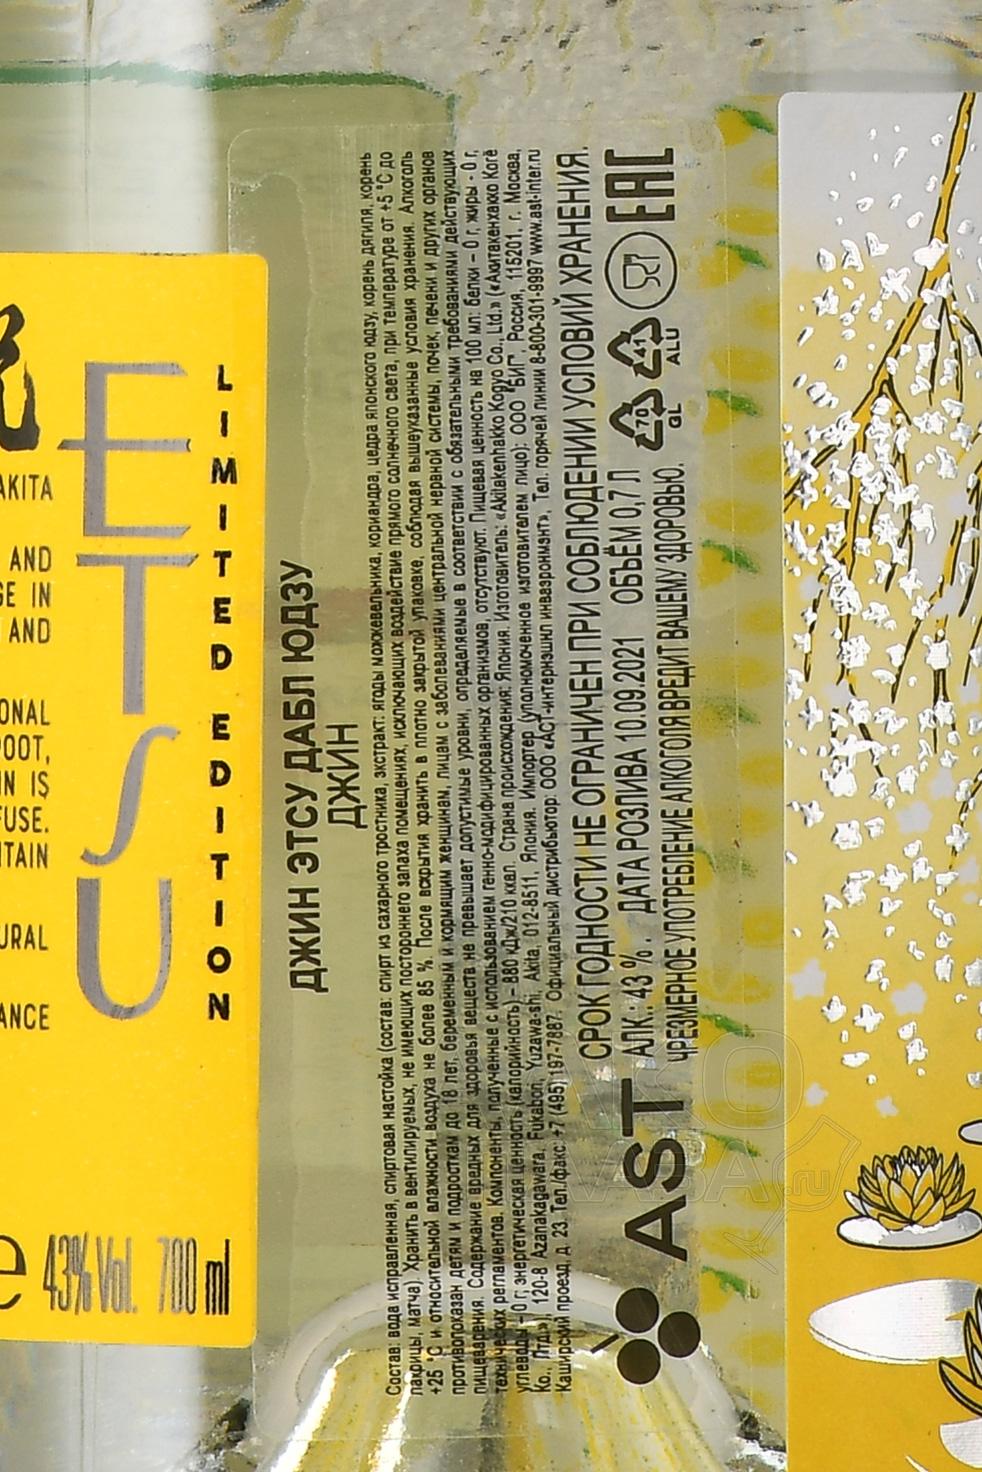 AKITA
AND
GE IN
AND
ONAL
ROOT,
IN IS
FUSE.
NTAIN
URAL
ANCE
ETSU
LIMITED EDITION
e 43% Vol. 700 ml
ДЖИН ЭТСУ ДАБЛ ЮДЗУ
ДЖИН
Состав: вода исправленная, спиртовая настойка (состав: спирт из сахарного тростника, экстракт: ягоды можжевельника, кориандра, цедра японского юдзу, корень дягиля, корень
лакрицы, матча). Хранить в вентилируемых, не имеющих постороннего запаха помещениях, исключающих воздействие прямого солнечного света, при температуре от +5 °С до
+25 °С и относительной влажности воздуха не более 85 %. После вскрытия хранить в плотно закрытой упаковке, соблюдая вышеуказанные условия хранения. Алкоголь
противопоказан детям и подросткам до 18 лет, беременным и кормящим женщинам, лицам с заболеваниями центральной нервной системы, почек, печени и других органов
пищеварения. Содержание вредных для здоровья веществ не превышает допустимые уровни, определяемые в соответствии с обязательными требованиями действующих
технических регламентов. Компоненты, полученные с использованием генно-модифицированных организмов, отсутствуют. Пищевая ценность на 100 мл: белки – 0 г, жиры - 0 г,
углеводы - 0 г; энергетическая ценность (калорийность) – 880 кДж/210 ккал. Страна происхождения: Япония. Изготовитель: «Akitakenhakko Kogyo Co., Ltd.» («Акитакенхакко Когё
Ко., Лтд.»), 120-8 Azanakagawara, Fukahori, Yuzawa-shi, Akita, 012-8511, Япония. Импортер (уполномоченное изготовителем лицо): ООО "БИГ", Россия, 115201, г. Москва,
Каширский проезд, д. 23. Тел./факс: +7 (495) 197-7887. Официальный дистрибьютор: ООО «АСТ-интернэшнл инваэронмэнт», Тел. горячей линии 8-800-301-9997 www.ast-inter.ru
СРОК ГОДНОСТИ НЕ ОГРАНИЧЕН ПРИ СОБЛЮДЕНИИ УСЛОВИЙ ХРАНЕНИЯ.
АЛК.: 43 %. ДАТА РОЗЛИВА 10.09.2021 ОБЪЁМ 0,7 Л
ЧРЕЗМЕРНОЕ УПОТРЕБЛЕНИЕ АЛКОГОЛЯ ВРЕДИТ ВАШЕМУ ЗДОРОВЬЮ.
70 GL
41 ALU
EAC
AST